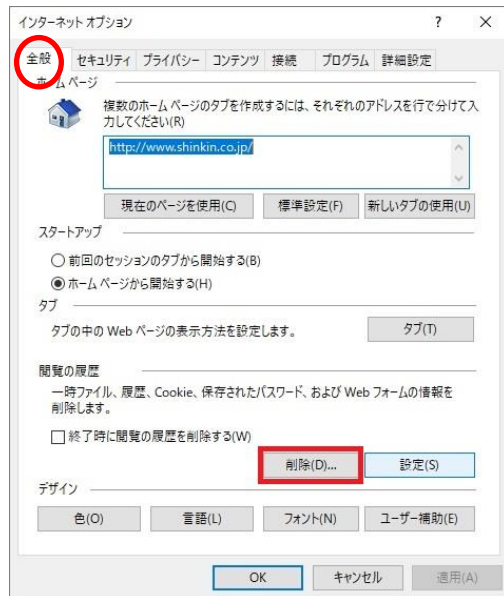 インターネット オプション ? ×
全般 セキュリティ プライバシー コンテンツ 接続 プログラム 詳細設定
ホーム ページ
複数のホーム ページのタブを作成するには、それぞれのアドレスを行で分けて入
力してください(R)
http://www.shinkin.co.jp/
現在のページを使用(C) 標準設定(F) 新しいタブの使用(U)
スタートアップ
前回のセッションのタブから開始する(B)
ホーム ページから開始する(H)
タブ
タブの中の Web ページの表示方法を設定します。 タブ(T)
閲覧の履歴
一時ファイル、履歴、Cookie、保存されたパスワード、および Web フォームの情報を
削除します。
終了時に閲覧の履歴を削除する(W)
削除(D)... 設定(S)
デザイン
色(O) 言語(L) フォント(N) ユーザー補助(E)
OK キャンセル 適用(A)